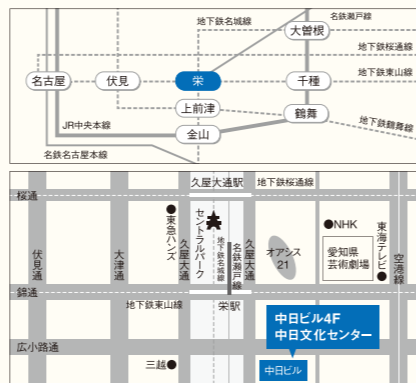 地下鉄名城線
名鉄瀬戸線
大曽根
地下鉄桜通線
名古屋
伏見
栄
千種
地下鉄東山線
上前津
鶴舞
JR中央本線
金山
地下鉄鶴舞線
名鉄名古屋本線
久屋大通駅
地下鉄桜通線
桜通
●東急ハンズ
セントラルパーク
●NHK
伏見通
大津通
久屋大通
地下鉄名城線
名鉄瀬戸線
久屋大通
オアシス
21
愛知県
芸術劇場
東海テレビ●
空港線
錦通
地下鉄東山線
栄駅
中日ビル4F
中日文化センター
広小路通
三越●
中日ビル